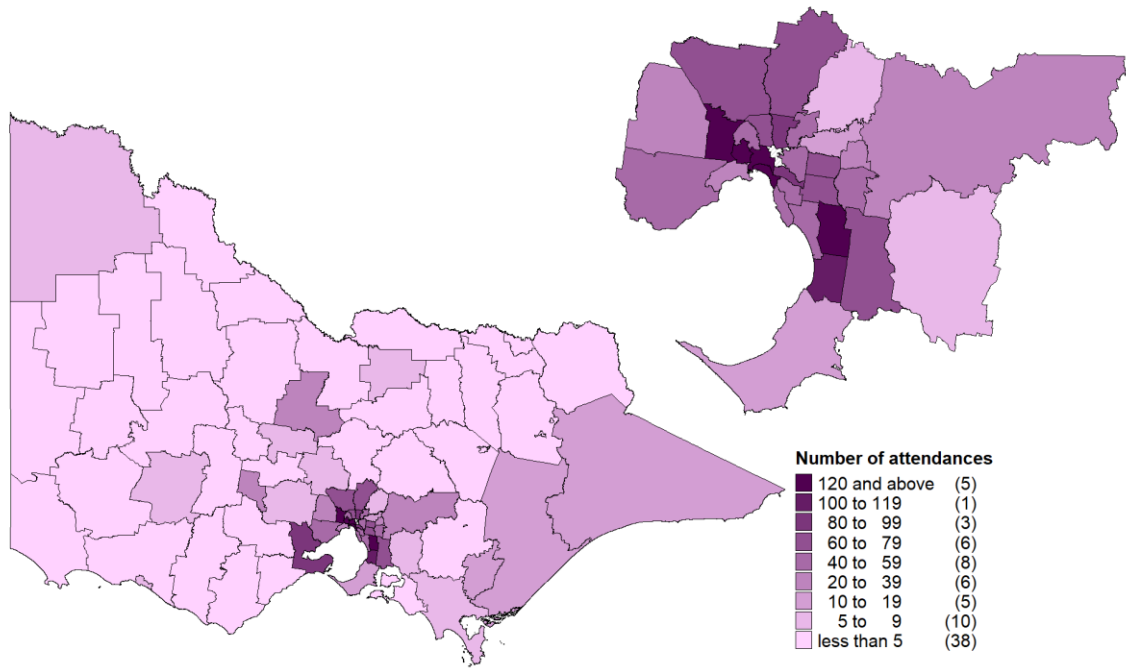 Number of attendances
120 and above (5)
100 to 119 (1)
80 to 99 (3)
60 to 79 (6)
40 to 59 (8)
20 to 39 (6)
10 to 19 (5)
5 to 9 (10)
less than 5 (38)